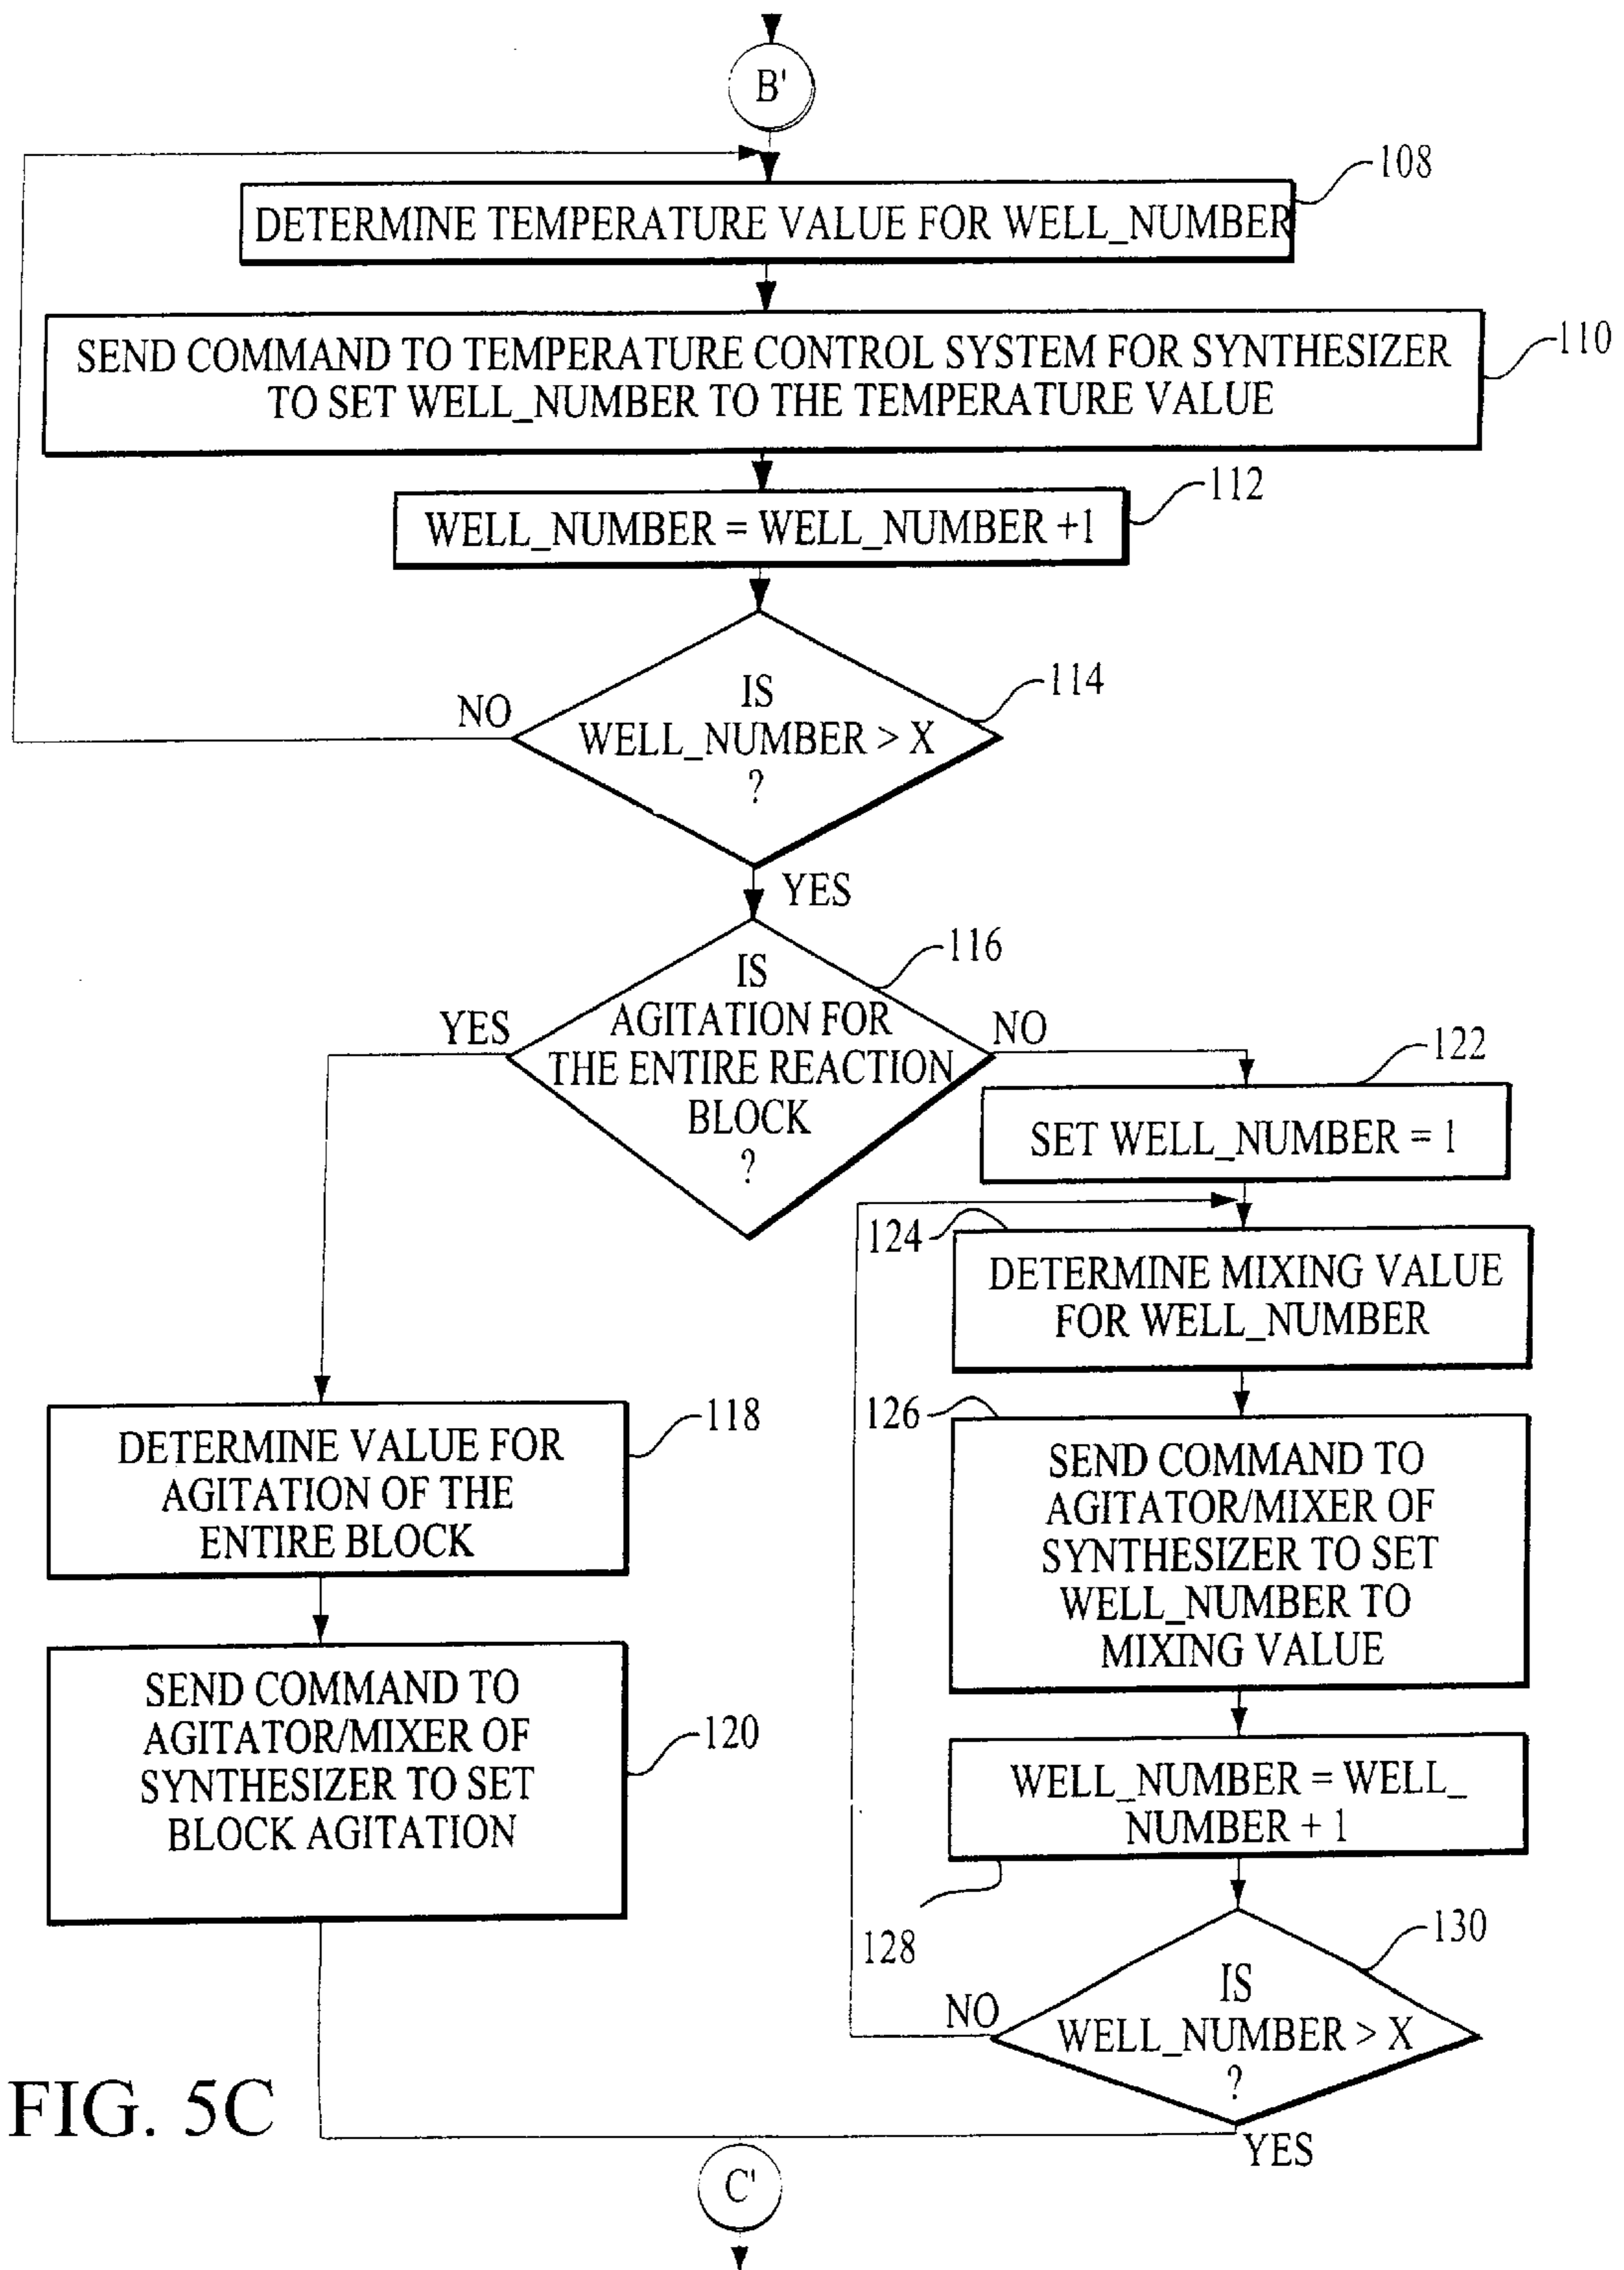 B'
108
DETERMINE TEMPERATURE VALUE FOR WELL_NUMBER
SEND COMMAND TO TEMPERATURE CONTROL SYSTEM FOR SYNTHESIZER
TO SET WELL_NUMBER TO THE TEMPERATURE VALUE
110
112
WELL_NUMBER = WELL_NUMBER +1
114
NO
IS
WELL_NUMBER > X
?
YES
116
IS
AGITATION FOR
THE ENTIRE REACTION
BLOCK
?
YES
NO
122
SET WELL_NUMBER = 1
124
DETERMINE MIXING VALUE
FOR WELL_NUMBER
118
DETERMINE VALUE FOR
AGITATION OF THE
ENTIRE BLOCK
126
SEND COMMAND TO
AGITATOR/MIXER OF
SYNTHESIZER TO SET
WELL_NUMBER TO
MIXING VALUE
SEND COMMAND TO
AGITATOR/MIXER OF
SYNTHESIZER TO SET
BLOCK AGITATION
120
WELL_NUMBER = WELL_
NUMBER + 1
128
130
NO
IS
WELL_NUMBER > X
?
YES
FIG. 5C
C'